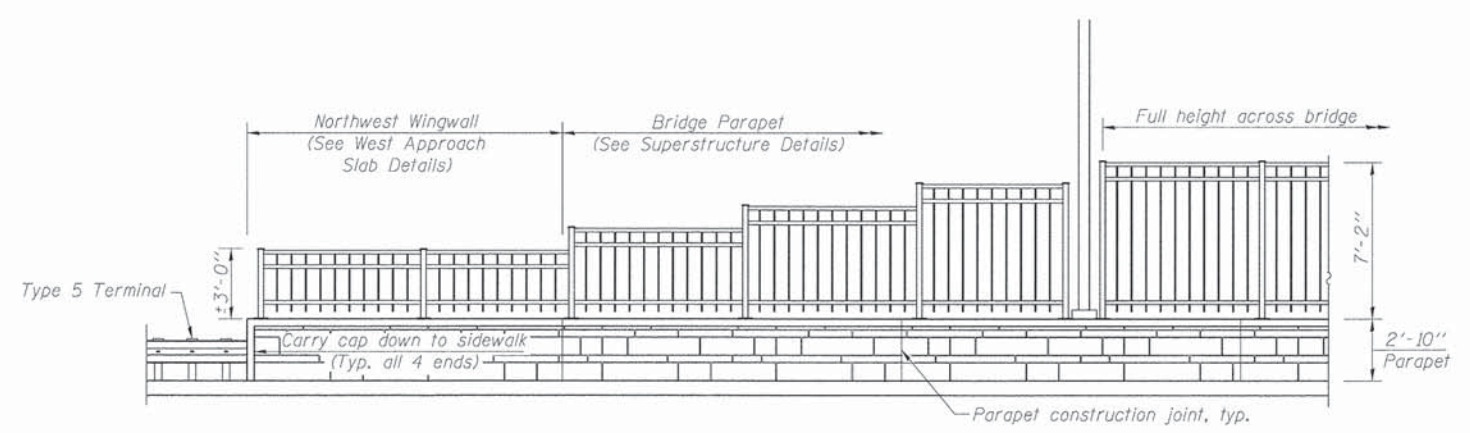 Northwest Wingwall
(See West Approach
Slab Details)
Bridge Parapet
(See Superstructure Details)
Full height across bridge
±3'-0"
7'-2"
Type 5 Terminal
Carry cap down to sidewalk
(Typ. all 4 ends)
2'-10"
Parapet
Parapet construction joint, typ.